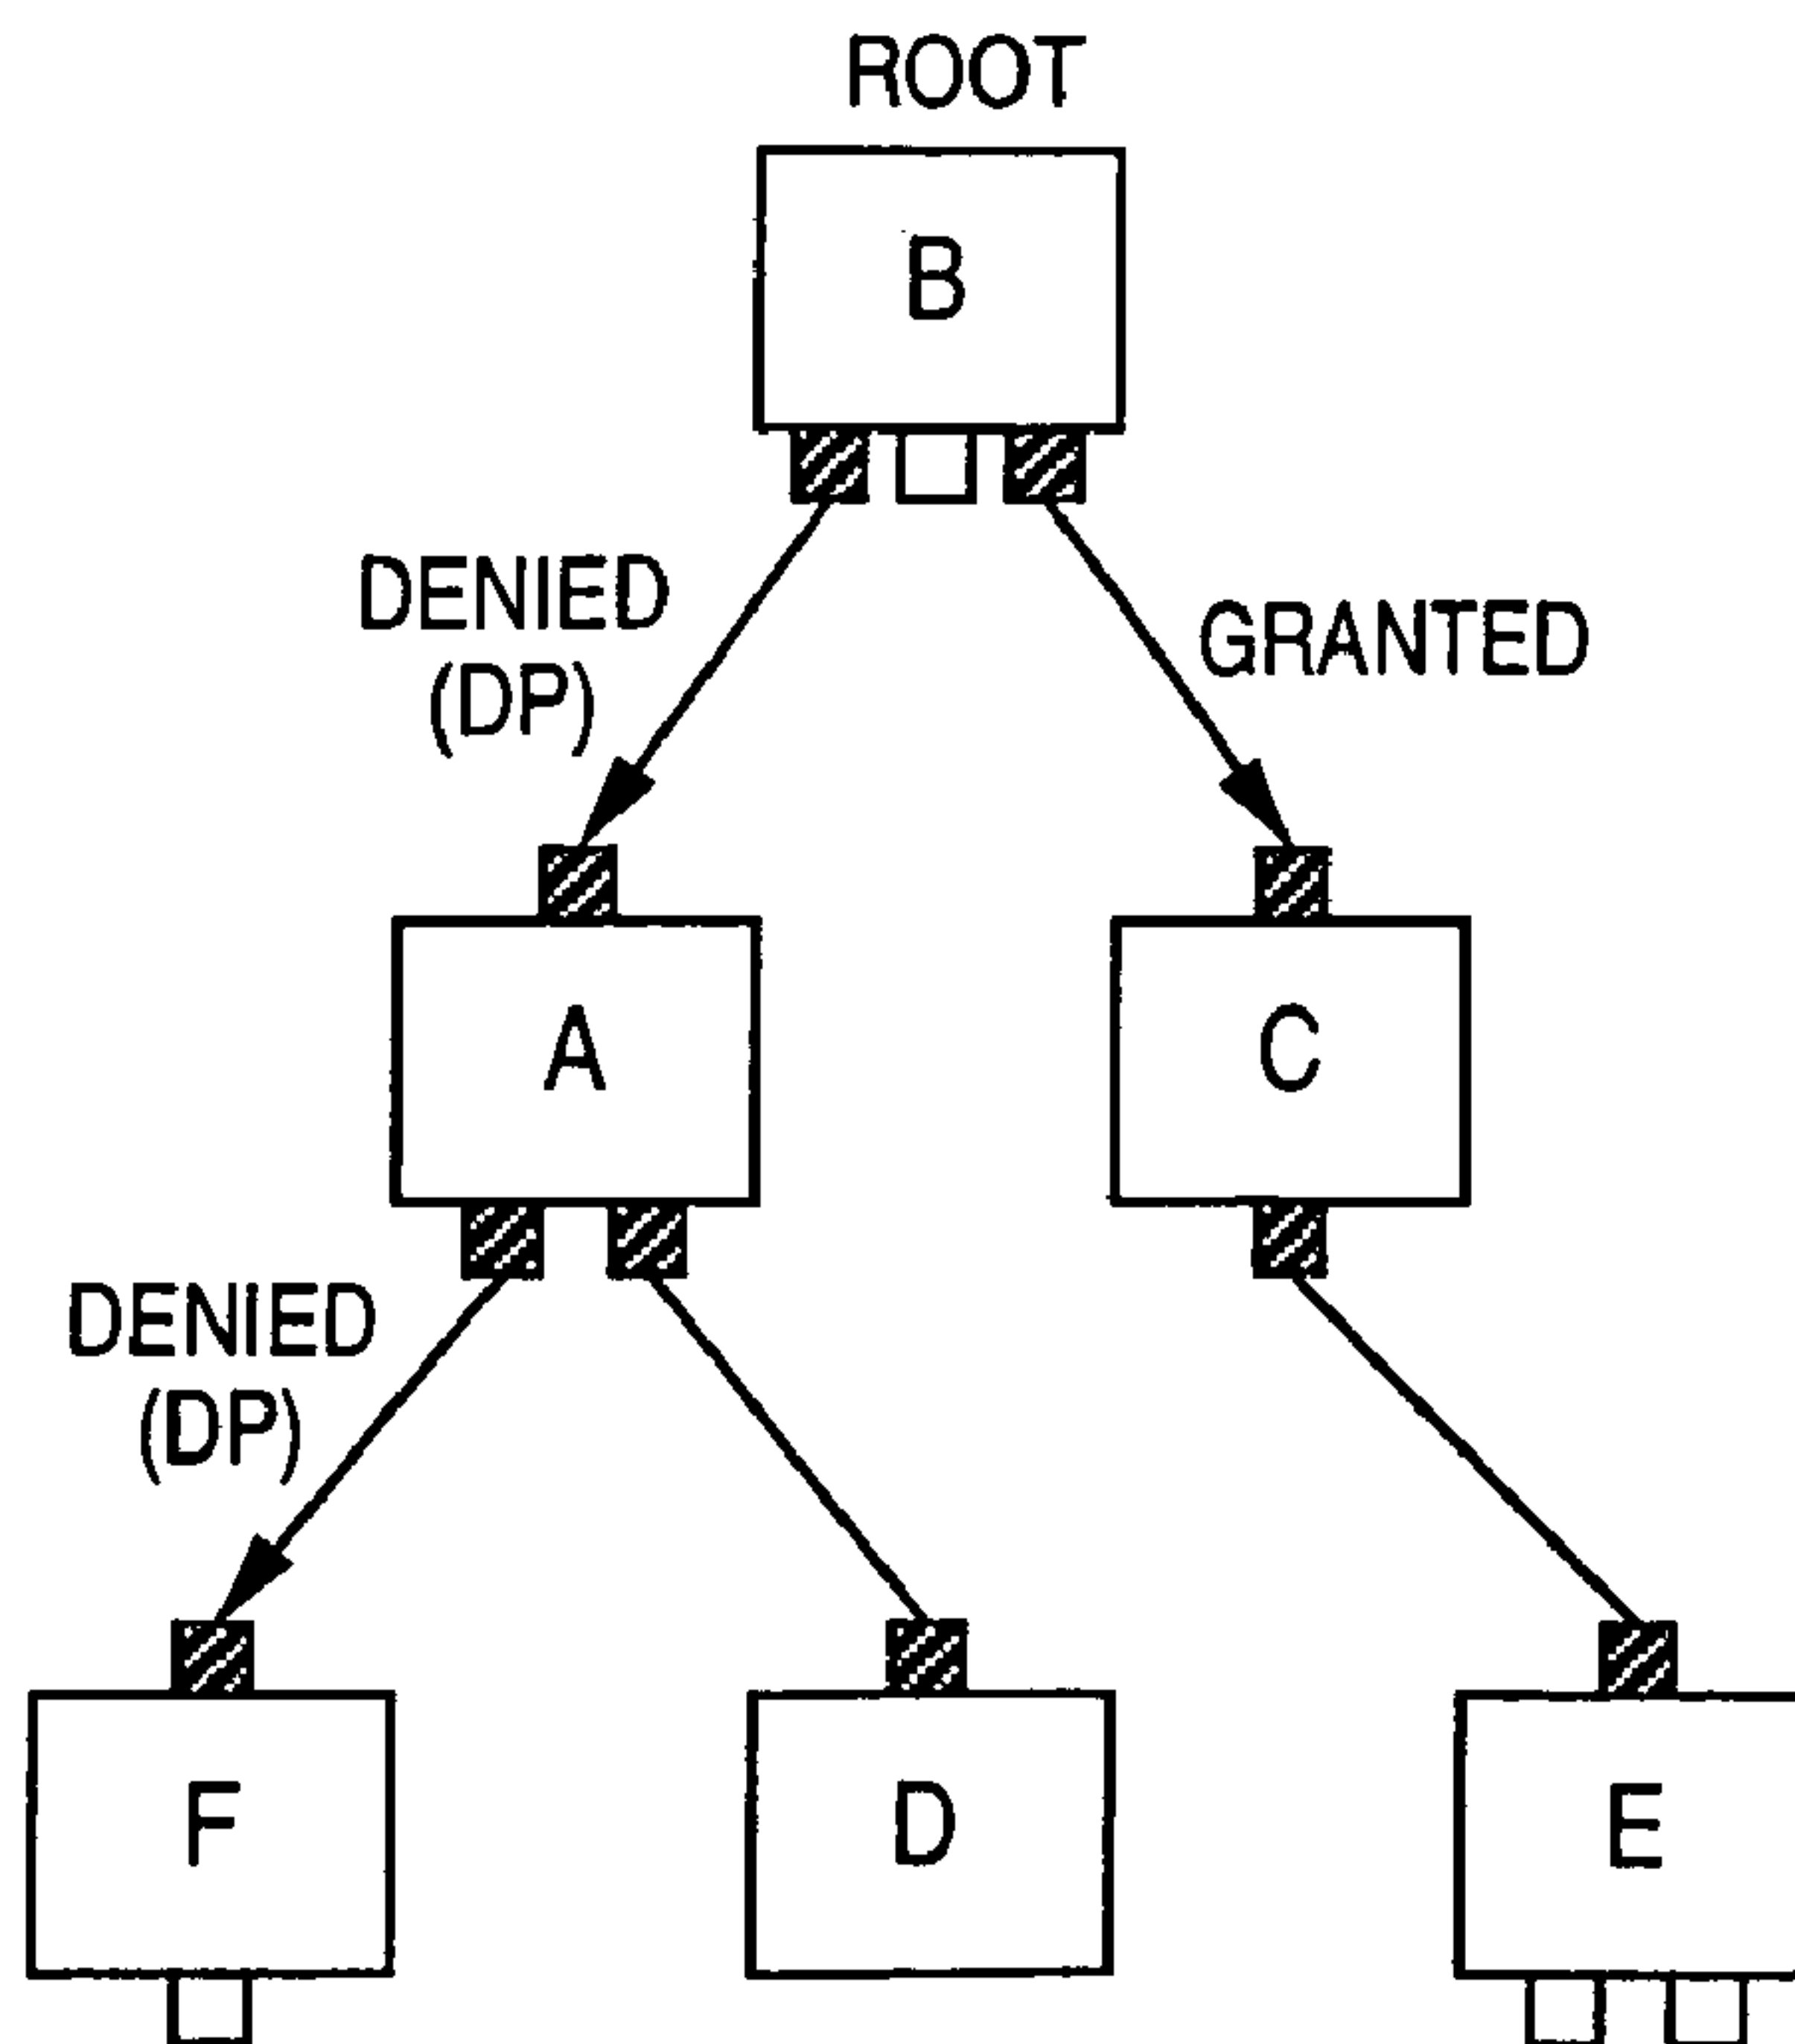 ROOT
B
DENIED
(DP)
GRANTED
A
C
DENIED
(DP)
F
D
E